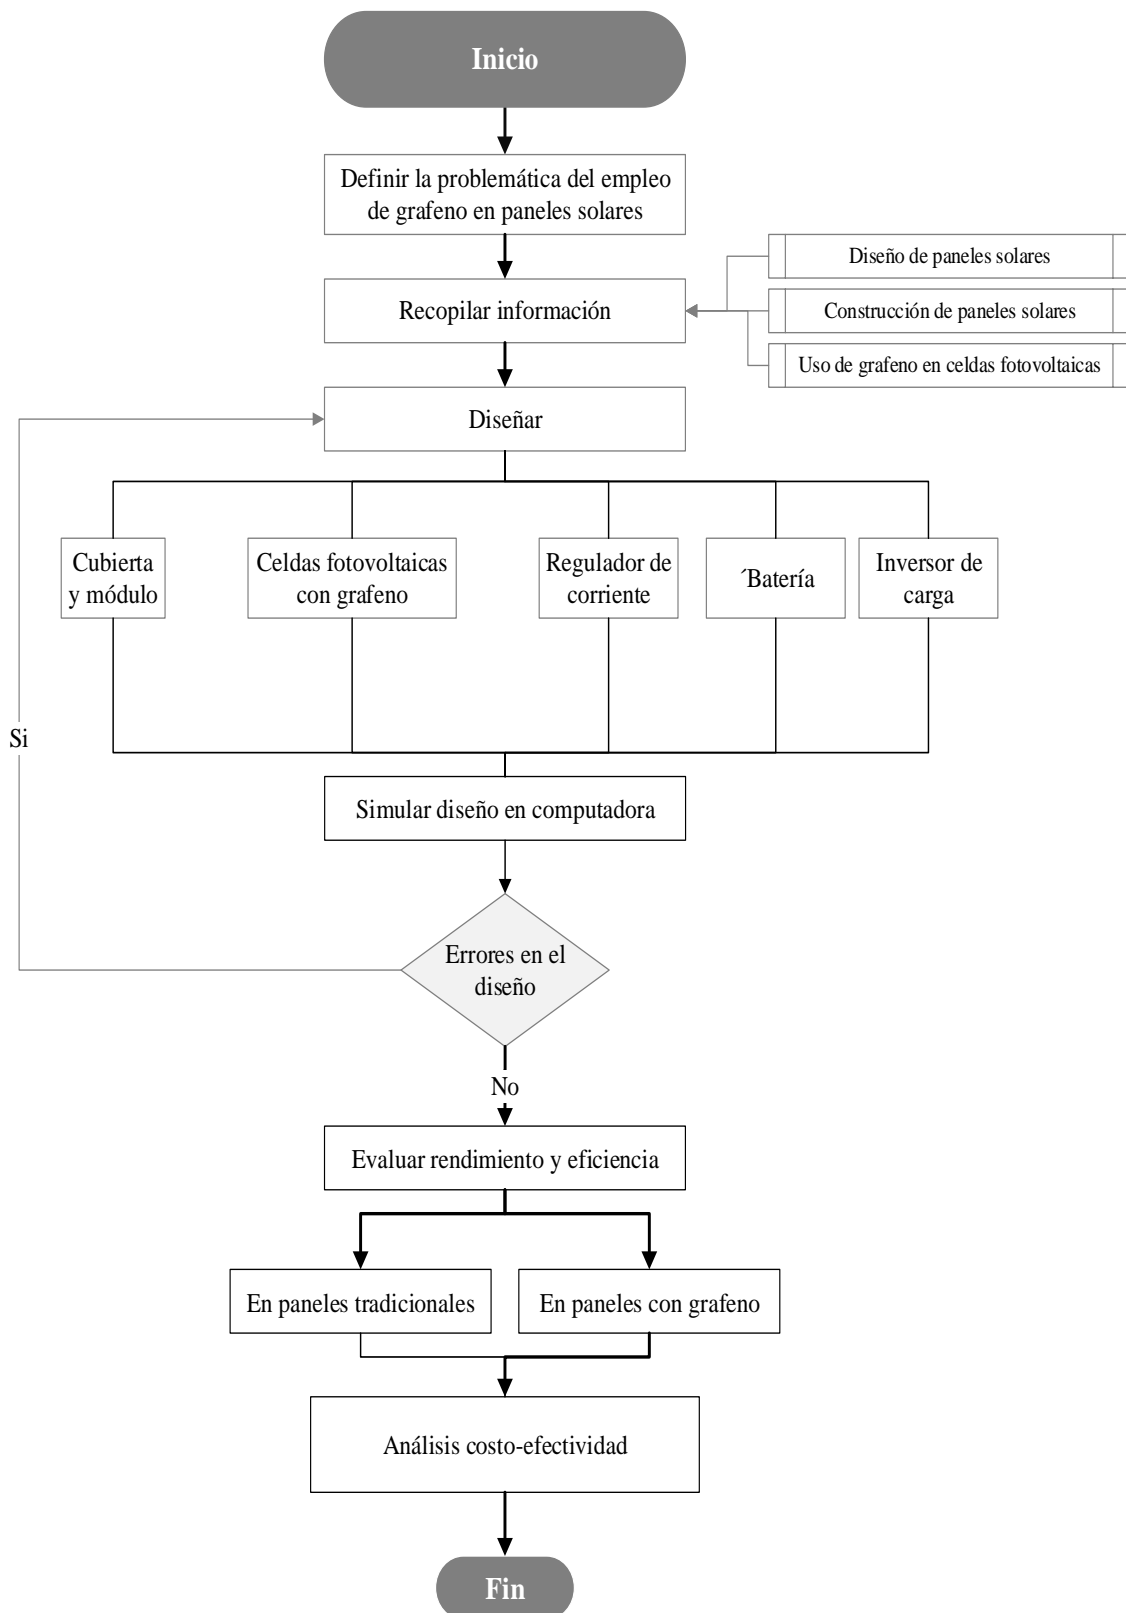 Inicio
Definir la problemática del empleo
de grafeno en paneles solares
Diseño de paneles solares
Recopilar información
Construcción de paneles solares
Uso de grafeno en celdas fotovoltaicas
Diseñar
Cubierta
y módulo
Celdas fotovoltaicas
con grafeno
Regulador de
corriente
´Batería
Inversor de
carga
Si
Simular diseño en computadora
Errores en el
diseño
No
Evaluar rendimiento y eficiencia
En paneles tradicionales
En paneles con grafeno
Análisis costo-efectividad
Fin